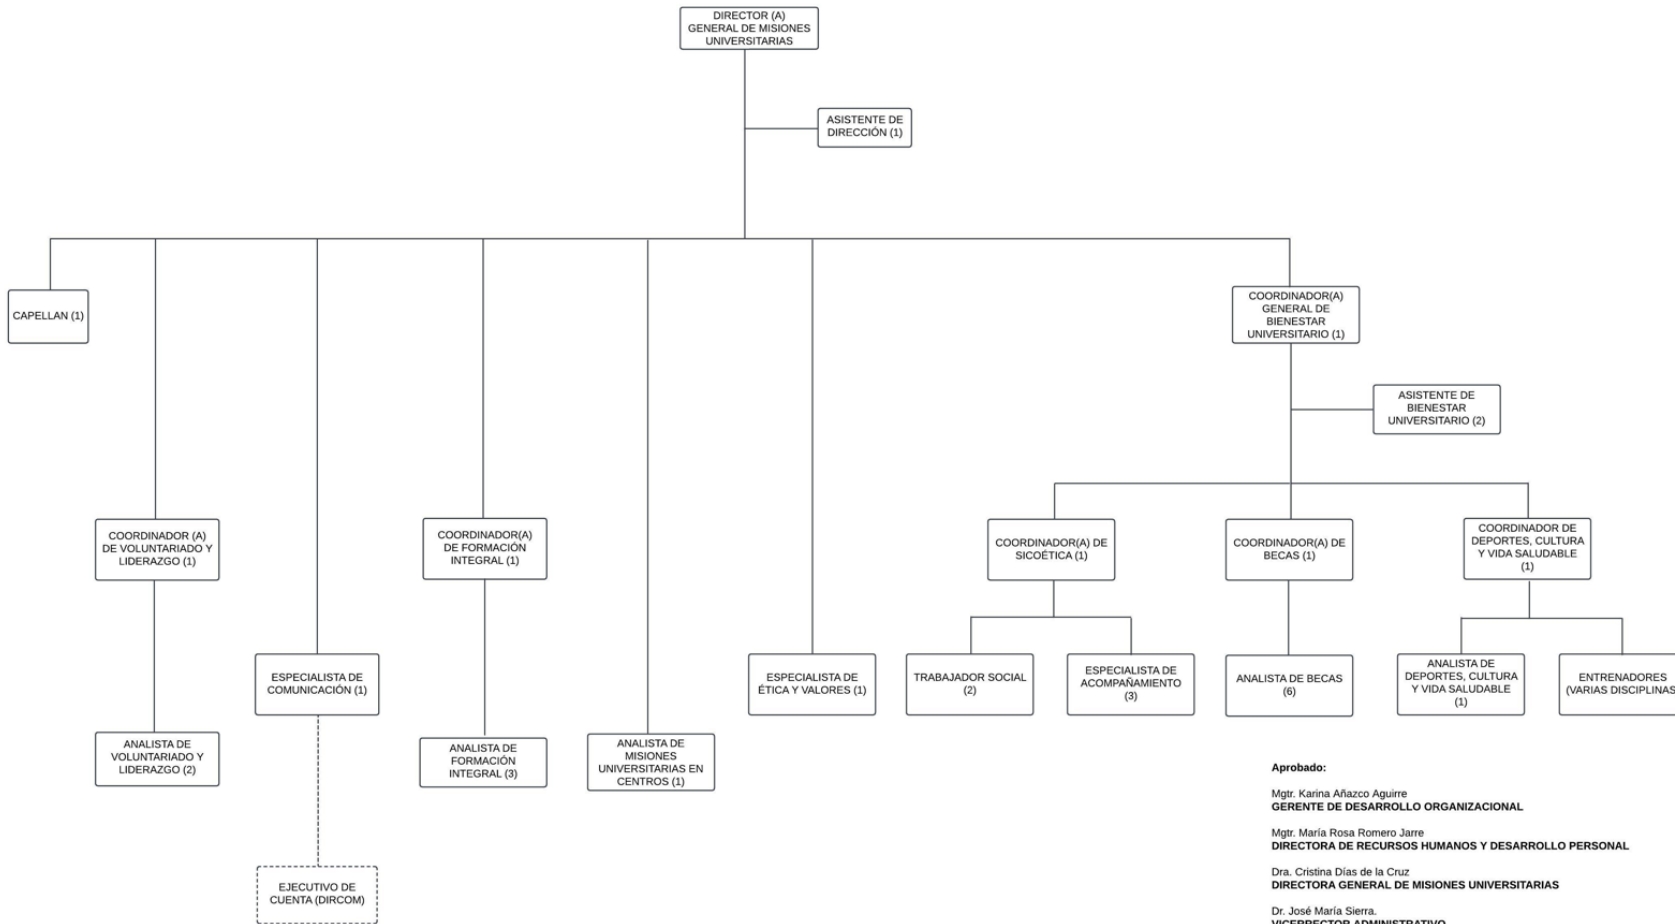 DIRECTOR (A)
GENERAL DE MISIONES
UNIVERSITARIAS
ASISTENTE DE
DIRECCIÓN (1)
CAPELLAN (1)
COORDINADOR(A)
GENERAL DE
BIENESTAR
UNIVERSITARIO (1)
ASISTENTE DE
BIENESTAR
UNIVERSITARIO (2)
COORDINADOR (A)
DE VOLUNTARIADO Y
LIDERAZGO (1)
COORDINADOR(A)
DE FORMACIÓN
INTEGRAL (1)
COORDINADOR(A) DE
SICOÉTICA (1)
COORDINADOR(A) DE
BECAS (1)
COORDINADOR DE
DEPORTES, CULTURA
Y VIDA SALUDABLE
(1)
ESPECIALISTA DE
COMUNICACIÓN (1)
ESPECIALISTA DE
ÉTICA Y VALORES (1)
TRABAJADOR SOCIAL
(2)
ESPECIALISTA DE
ACOMPAÑAMIENTO
(3)
ANALISTA DE BECAS
(6)
ANALISTA DE
DEPORTES, CULTURA
Y VIDA SALUDABLE
(1)
ENTRENADORES
(VARIAS DISCIPLINAS
ANALISTA DE
VOLUNTARIADO Y
LIDERAZGO (2)
ANALISTA DE
FORMACIÓN
INTEGRAL (3)
ANALISTA DE
MISIONES
UNIVERSITARIAS EN
CENTROS (1)
EJECUTIVO DE
CUENTA (DIRCOM)
Aprobado:
Mgtr. Karina Añazco Aguirre
GERENTE DE DESARROLLO ORGANIZACIONAL
Mgtr. María Rosa Romero Jarre
DIRECTORA DE RECURSOS HUMANOS Y DESARROLLO PERSONAL
Dra. Cristina Días de la Cruz
DIRECTORA GENERAL DE MISIONES UNIVERSITARIAS
Dr. José María Sierra.
VICERRECTOR ADMINISTRATIVO